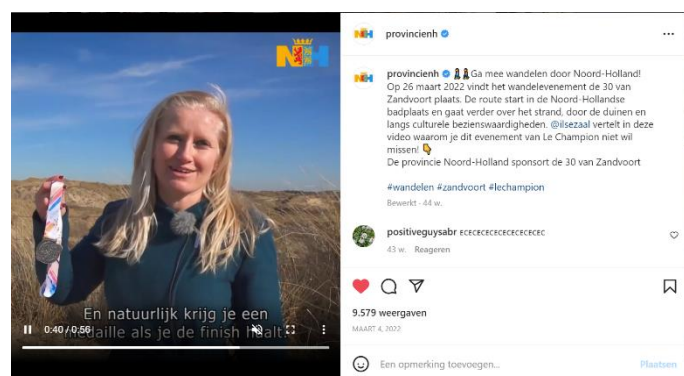 NH
En natuurlijk krijg je een
medaille als je de finish haalt.
0:40 / 0:56
provincienh
provincienh Ga mee wandelen door Noord-Holland!
Op 26 maart 2022 vindt het wandelevenement de 30 van
Zandvoort plaats. De route start in de Noord-Hollandse
badplaats en gaat verder over het strand, door de duinen en
langs culturele bezienswaardigheden. @ilsezaal vertelt in deze
video waarom je dit evenement van Le Champion niet wil
missen!
De provincie Noord-Holland sponsort de 30 van Zandvoort
#wandelen #zandvoort #lechampion
Bewerkt · 44 w.
positiveguysabr ECECECECECECECECECEC
43 w. Reageren
9.579 weergaven
MAART 4, 2022
Een opmerking toevoegen...
Plaatsen